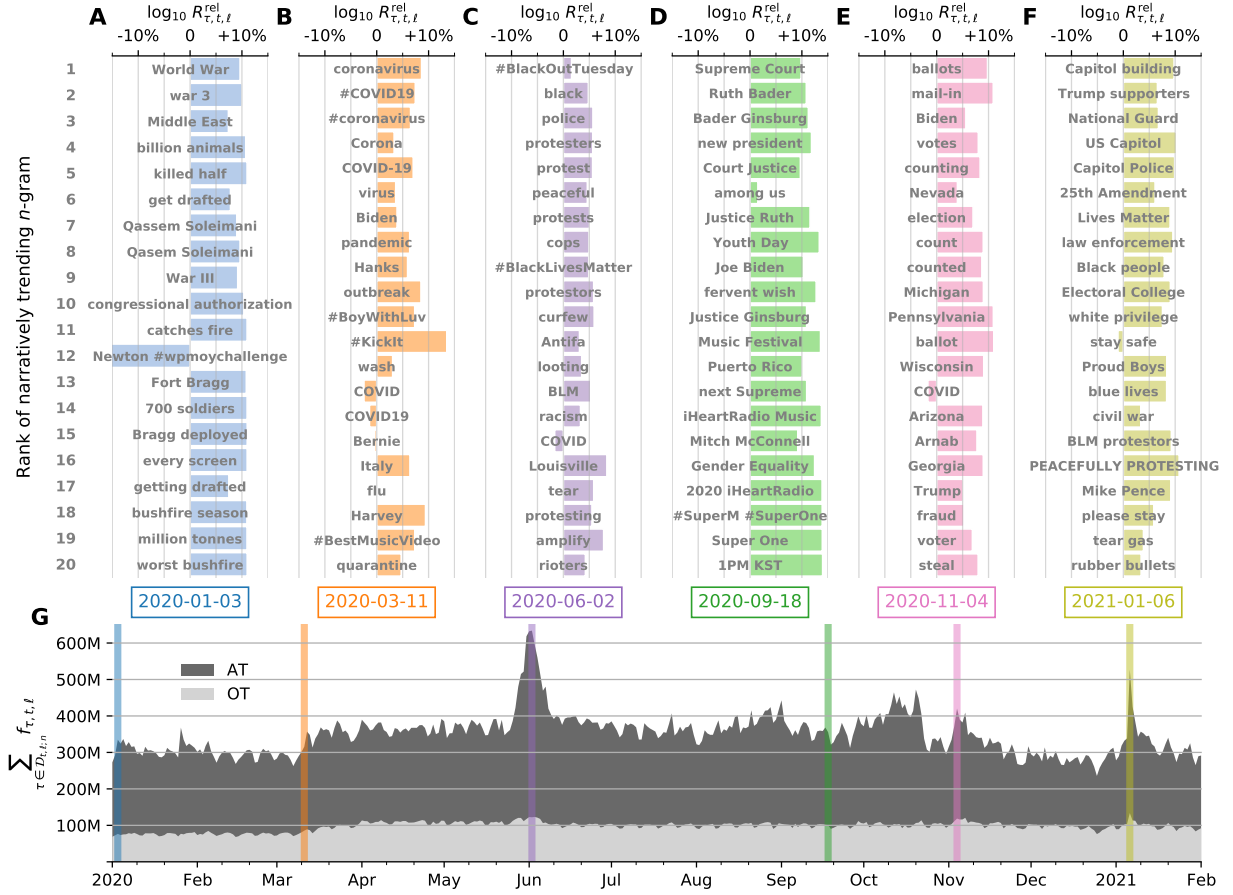 A log₁₀ Rʳᵉˡτ,t,ℓ B log₁₀ Rʳᵉˡτ,t,ℓ C log₁₀ Rʳᵉˡτ,t,ℓ D log₁₀ Rʳᵉˡτ,t,ℓ E log₁₀ Rʳᵉˡτ,t,ℓ F log₁₀ Rʳᵉˡτ,t,ℓ
-10% 0 +10% -10% 0 +10% -10% 0 +10% -10% 0 +10% -10% 0 +10% -10% 0 +10%
Rank of narratively trending n-gram
1 World War coronavirus #BlackOutTuesday Supreme Court ballots Capitol building
2 war 3 #COVID19 black Ruth Bader mail-in Trump supporters
3 Middle East #coronavirus police Bader Ginsburg Biden National Guard
4 billion animals Corona protesters new president votes US Capitol
5 killed half COVID-19 protest Court Justice counting Capitol Police
6 get drafted virus peaceful among us Nevada 25th Amendment
7 Qassem Soleimani Biden protests Justice Ruth election Lives Matter
8 Qasem Soleimani pandemic cops Youth Day count law enforcement
9 War III Hanks #BlackLivesMatter Joe Biden counted Black people
10 congressional authorization outbreak protestors fervent wish Michigan Electoral College
11 catches fire #BoyWithLuv curfew Justice Ginsburg Pennsylvania white privilege
12 Newton #wpmoychallenge #KickIt Antifa Music Festival ballot stay safe
13 Fort Bragg wash looting Puerto Rico Wisconsin Proud Boys
14 700 soldiers COVID BLM next Supreme COVID blue lives
15 Bragg deployed COVID19 racism iHeartRadio Music Arizona civil war
16 every screen Bernie COVID Mitch McConnell Arnab BLM protestors
17 getting drafted Italy Louisville Gender Equality Georgia PEACEFULLY PROTESTING
18 bushfire season flu tear 2020 iHeartRadio Trump Mike Pence
19 million tonnes Harvey protesting #SuperM #SuperOne fraud please stay
20 worst bushfire #BestMusicVideo amplify Super One voter tear gas
quarantine rioters 1PM KST steal rubber bullets
2020-01-03 2020-03-11 2020-06-02 2020-09-18 2020-11-04 2021-01-06
G
∑ τ∈𝒟t,ℓ;n fτ,t,ℓ
600M
500M
400M
300M
200M
100M
AT
OT
2020 Feb Mar Apr May Jun Jul Aug Sep Oct Nov Dec 2021 Feb